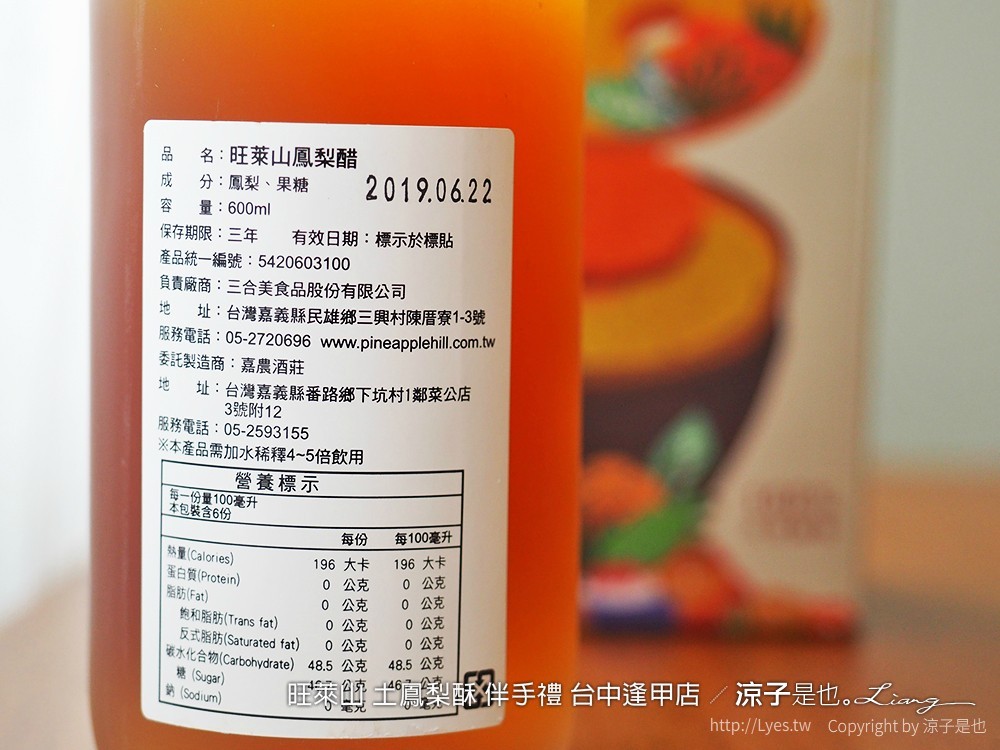 品 名：旺萊山鳳梨醋
成 分：鳳梨、果糖
2019.06.22
容 量：600ml
保存期限：三年 有效日期：標示於標貼
產品統一編號：5420603100
負責廠商：三合美食品股份有限公司
地 址：台灣嘉義縣民雄鄉三興村陳厝寮1-3號
服務電話：05-2720696 www.pineapplehill.com.tw
委託製造商：嘉農酒莊
地 址：台灣嘉義縣番路鄉下坑村1鄰菜公店
3號附12
服務電話：05-2593155
※本產品需加水稀釋4~5倍飲用
營養標示
每一份量100毫升
本包裝含6份
每份 每100毫升
熱量(Calories) 196 大卡 196 大卡
蛋白質(Protein) 0 公克 0 公克
脂肪(Fat) 0 公克 0 公克
飽和脂肪(Trans fat) 0 公克 0 公克
反式脂肪(Saturated fat) 0 公克 0 公克
碳水化合物(Carbohydrate) 48.5 公克 48.5 公克
糖 (Sugar)
鈉 (Sodium) 0 毫克
旺萊山 土鳳梨酥 伴手禮 台中逢甲店 ／ 涼子是也。Liang
http://Lyes.tw Copyright by 涼子是也